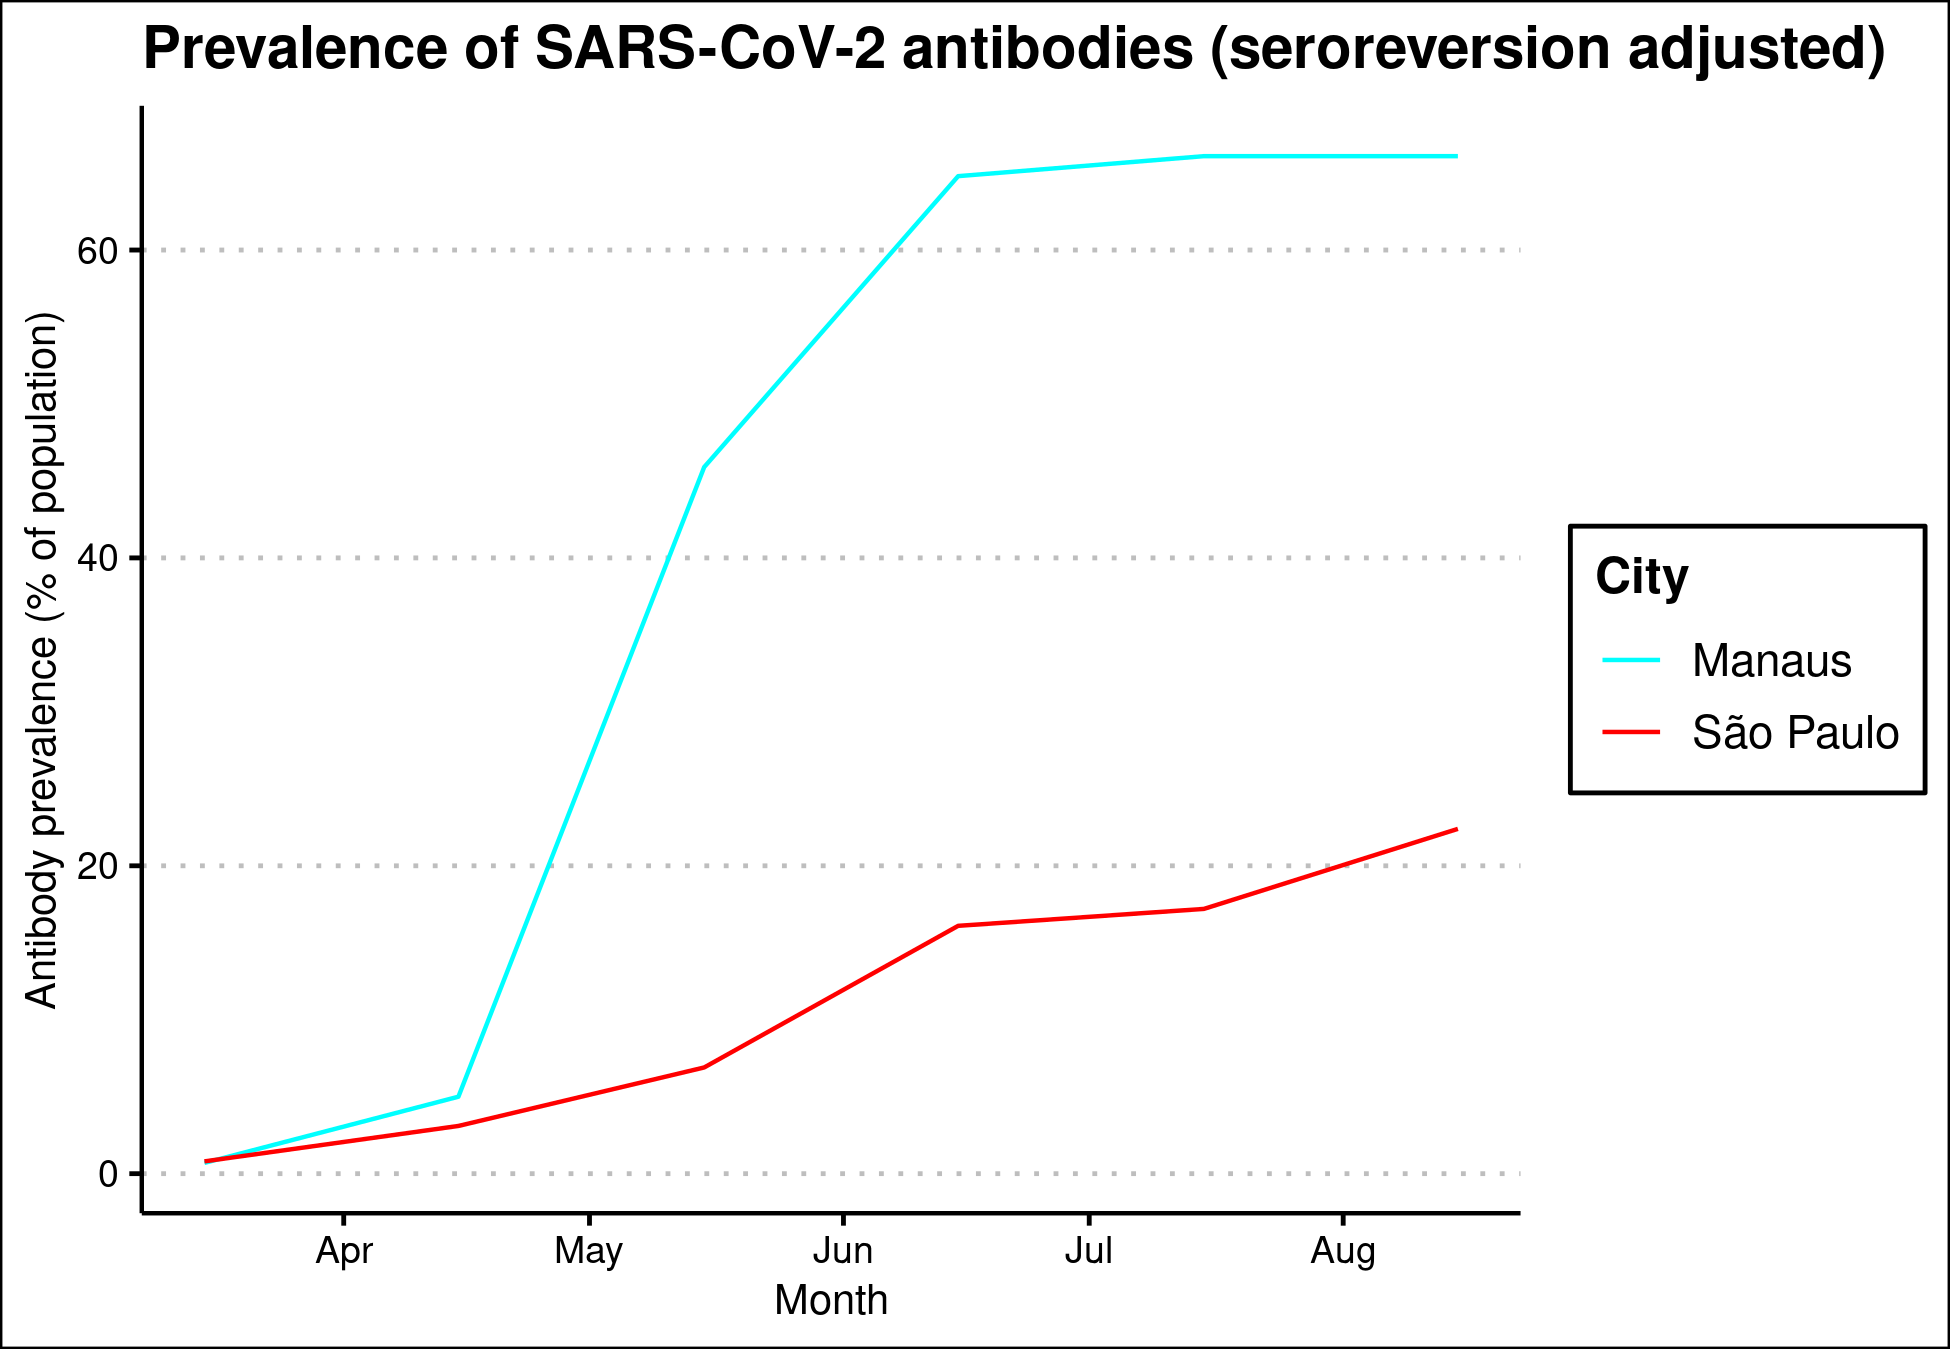 Prevalence of SARS-CoV-2 antibodies (seroreversion adjusted)
Antibody prevalence (% of population)
60
40
20
0
Apr May Jun Jul Aug
Month
City
Manaus
São Paulo